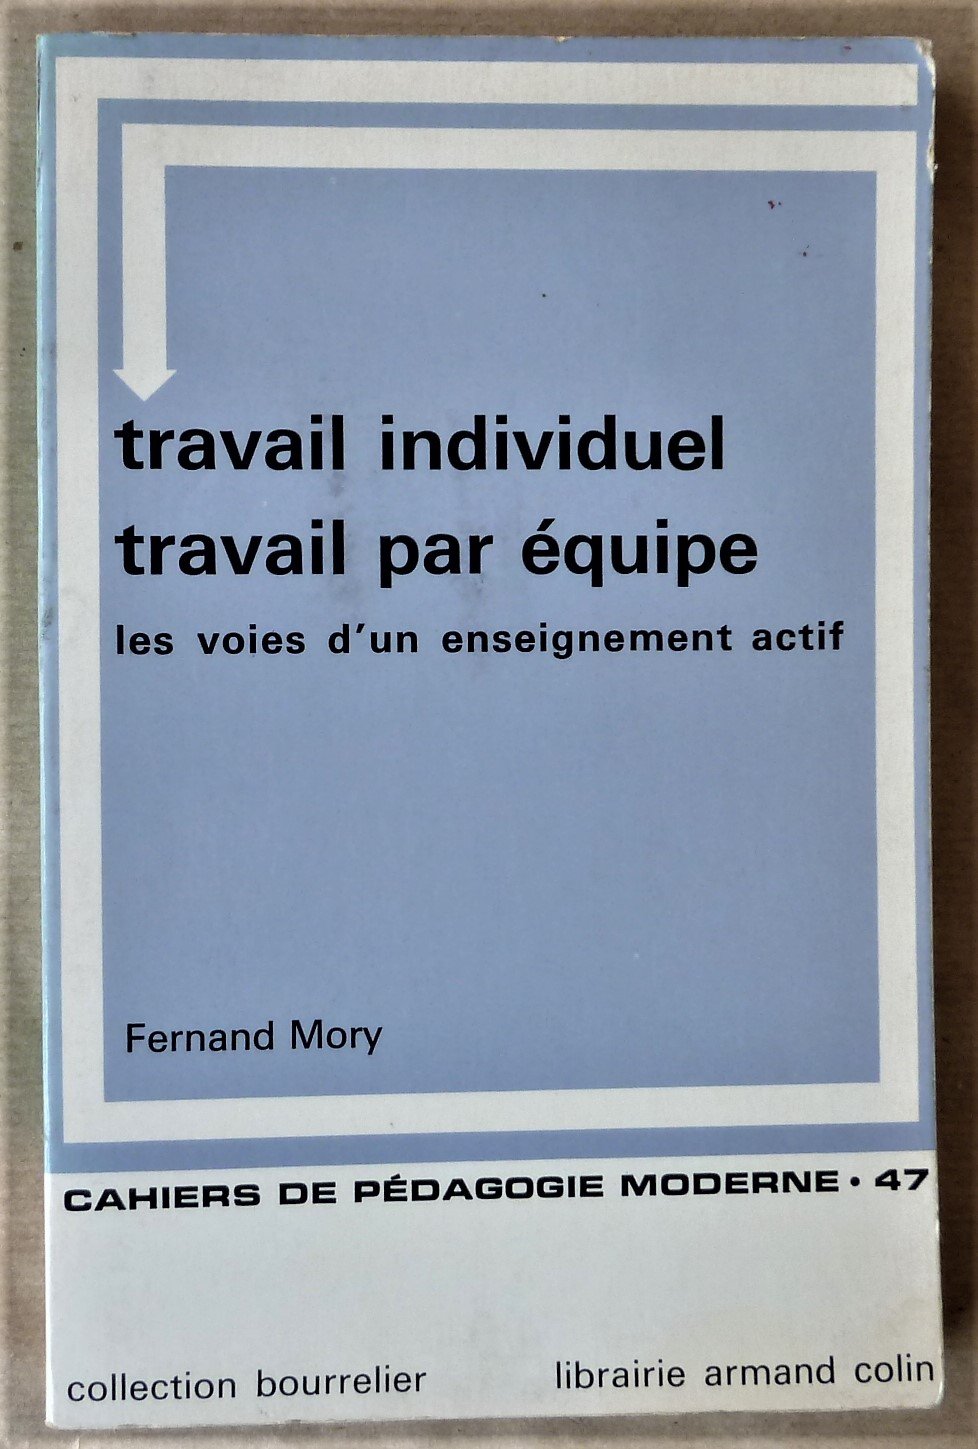 travail individuel
travail par équipe
les voies d'un enseignement actif
Fernand Mory
CAHIERS DE PÉDAGOGIE MODERNE • 47
collection bourrelier
librairie armand colin